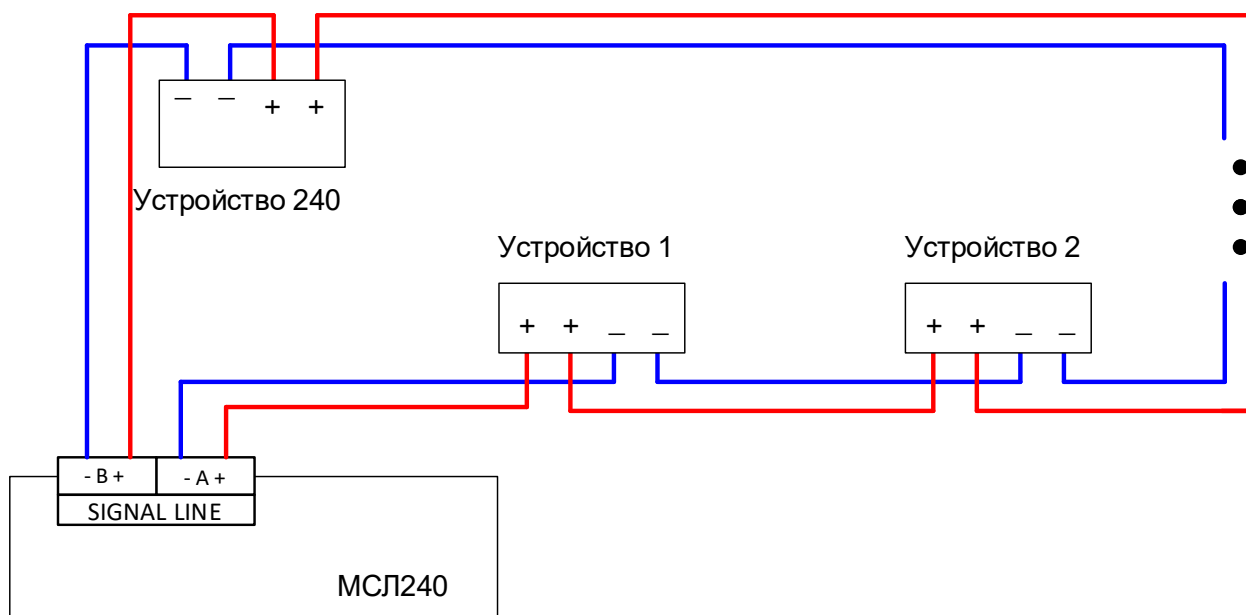 — — + +
Устройство 240
Устройство 1
Устройство 2
+ + — —
+ + — —
- B +
- A +
SIGNAL LINE
МСЛ240